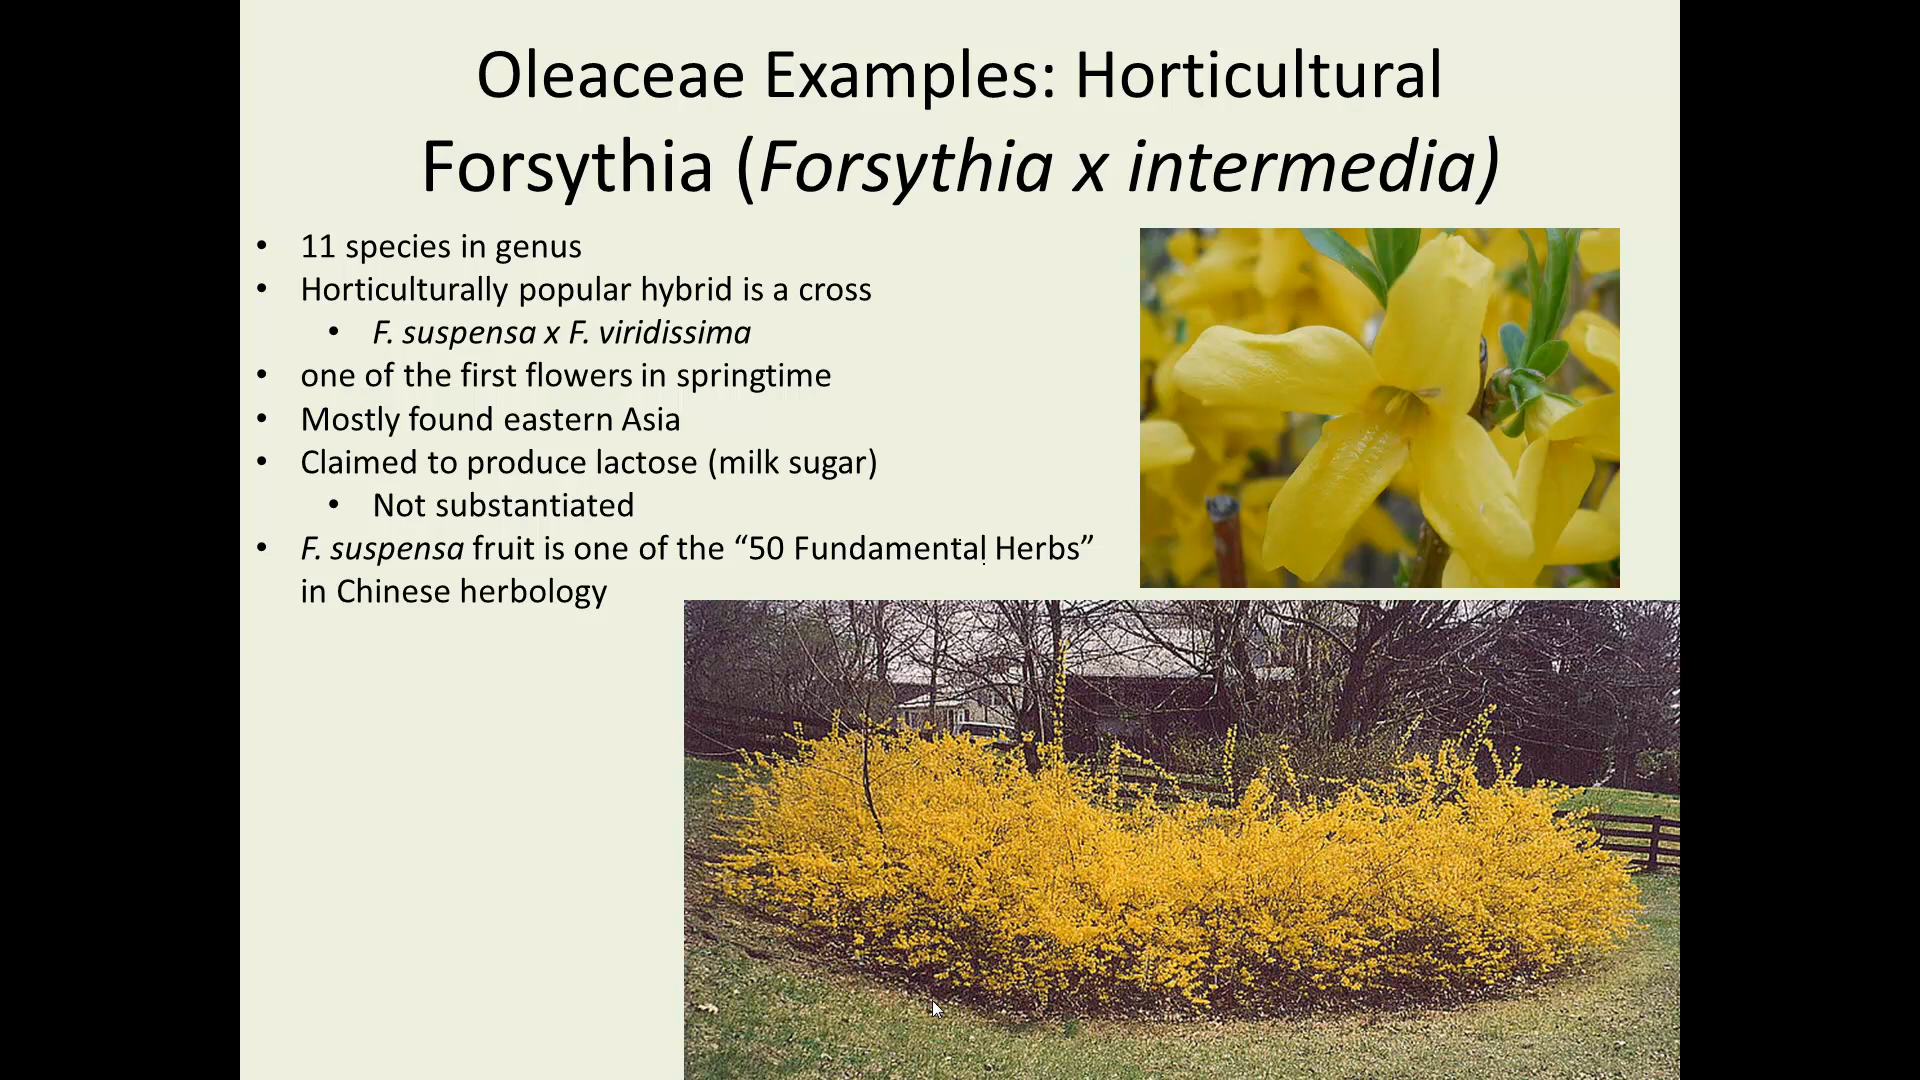 Oleaceae Examples: Horticultural
Forsythia (Forsythia x intermedia)
• 11 species in genus
• Horticulturally popular hybrid is a cross
• F. suspensa x F. viridissima
• one of the first flowers in springtime
• Mostly found eastern Asia
• Claimed to produce lactose (milk sugar)
• Not substantiated
• F. suspensa fruit is one of the “50 Fundamental Herbs”
in Chinese herbology